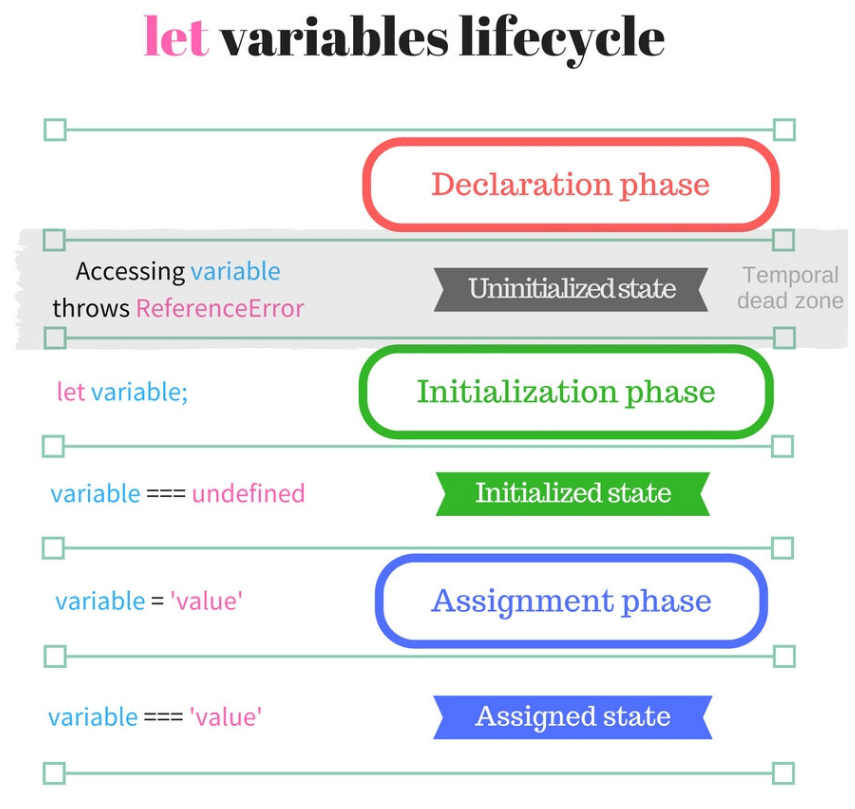 let variables lifecycle
Declaration phase
Accessing variable
throws ReferenceError
Uninitialized state
Temporal
dead zone
let variable;
Initialization phase
variable === undefined
Initialized state
variable = 'value'
Assignment phase
variable === 'value'
Assigned state